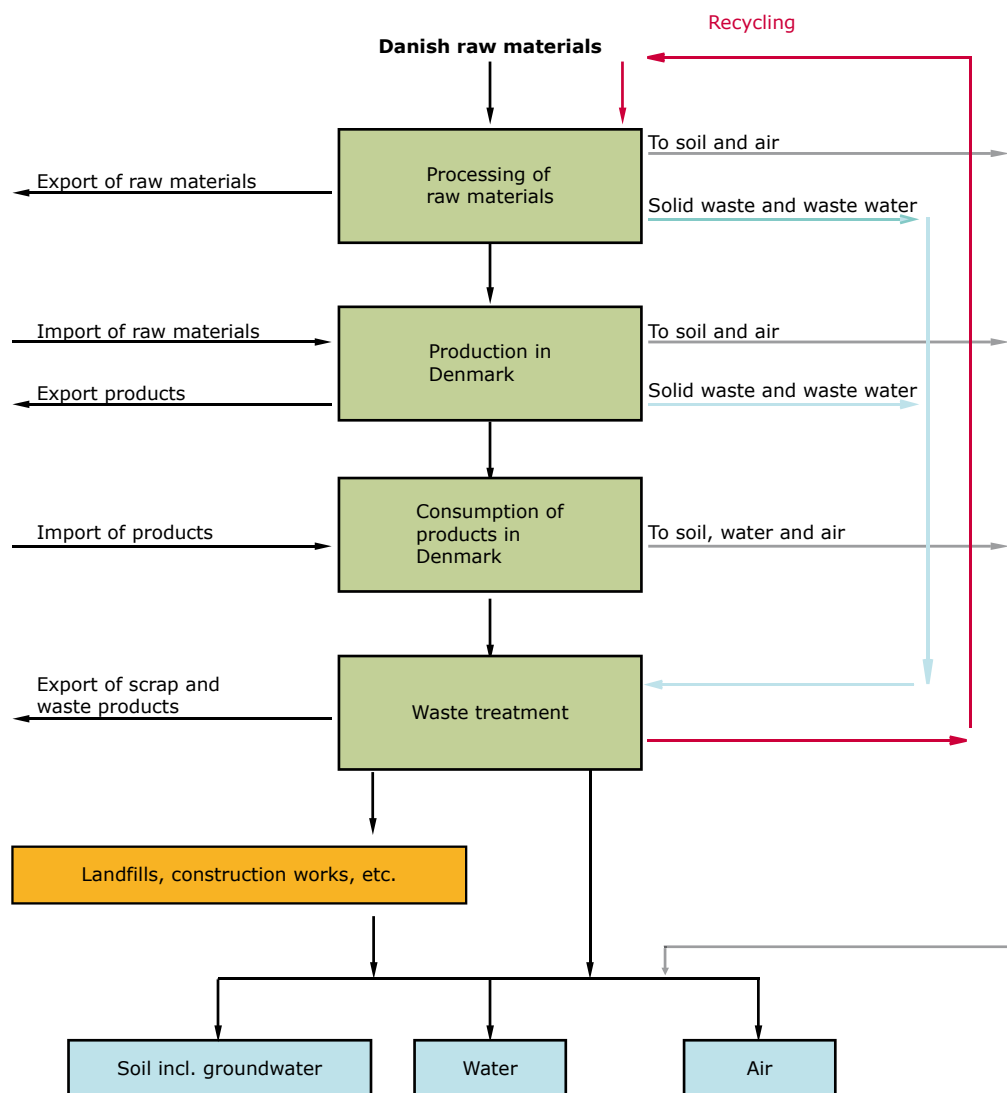 Recycling
Danish raw materials
To soil and air
Processing of
raw materials
Export of raw materials
Solid waste and waste water
Import of raw materials
To soil and air
Production in
Denmark
Export products
Solid waste and waste water
Consumption of
products in
Denmark
Import of products
To soil, water and air
Export of scrap and
waste products
Waste treatment
Landfills, construction works, etc.
Soil incl. groundwater
Water
Air